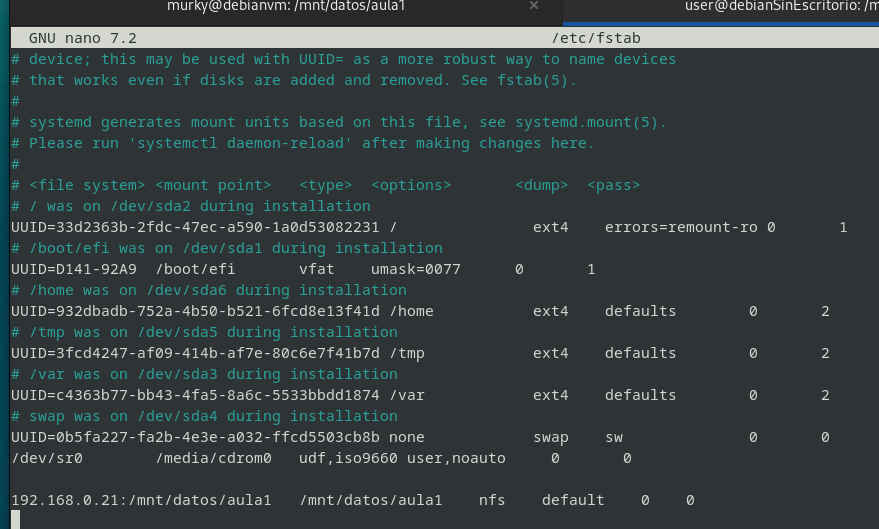 murky@debianvm: /mnt/datos/aula1 × user@debianSinEscritorio: /m
GNU nano 7.2 /etc/fstab
# device; this may be used with UUID= as a more robust way to name devices
# that works even if disks are added and removed. See fstab(5).
#
# systemd generates mount units based on this file, see systemd.mount(5).
# Please run 'systemctl daemon-reload' after making changes here.
#
# <file system> <mount point>   <type>  <options>       <dump>  <pass>
# / was on /dev/sda2 during installation
UUID=33d2363b-2fdc-47ec-a590-1a0d53082231 /               ext4    errors=remount-ro 0       1
# /boot/efi was on /dev/sda1 during installation
UUID=D141-92A9  /boot/efi       vfat    umask=0077      0       1
# /home was on /dev/sda6 during installation
UUID=932dbadb-752a-4b50-b521-6fcd8e13f41d /home           ext4    defaults        0       2
# /tmp was on /dev/sda5 during installation
UUID=3fcd4247-af09-414b-af7e-80c6e7f41b7d /tmp            ext4    defaults        0       2
# /var was on /dev/sda3 during installation
UUID=c4363b77-bb43-4fa5-8a6c-5533bbdd1874 /var            ext4    defaults        0       2
# swap was on /dev/sda4 during installation
UUID=0b5fa227-fa2b-4e3e-a032-ffcd5503cb8b none            swap    sw              0       0
/dev/sr0        /media/cdrom0   udf,iso9660 user,noauto     0       0
192.168.0.21:/mnt/datos/aula1   /mnt/datos/aula1    nfs    default    0    0